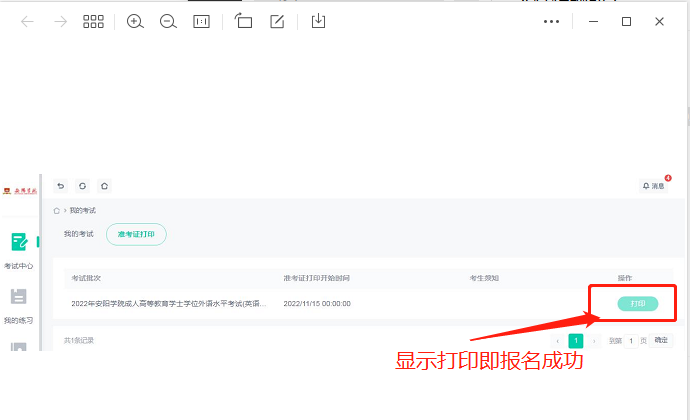 1:1
4
消息
我的考试
我的考试 准考证打印
考试批次 准考证打印开始时间 考生须知 操作
考试中心
2022年安阳学院成人高等教育学士学位外语水平考试(英语... 2022/11/15 00:00:00 打印
我的练习
共1条记录 1 到第 1 页 确定
显示打印即报名成功